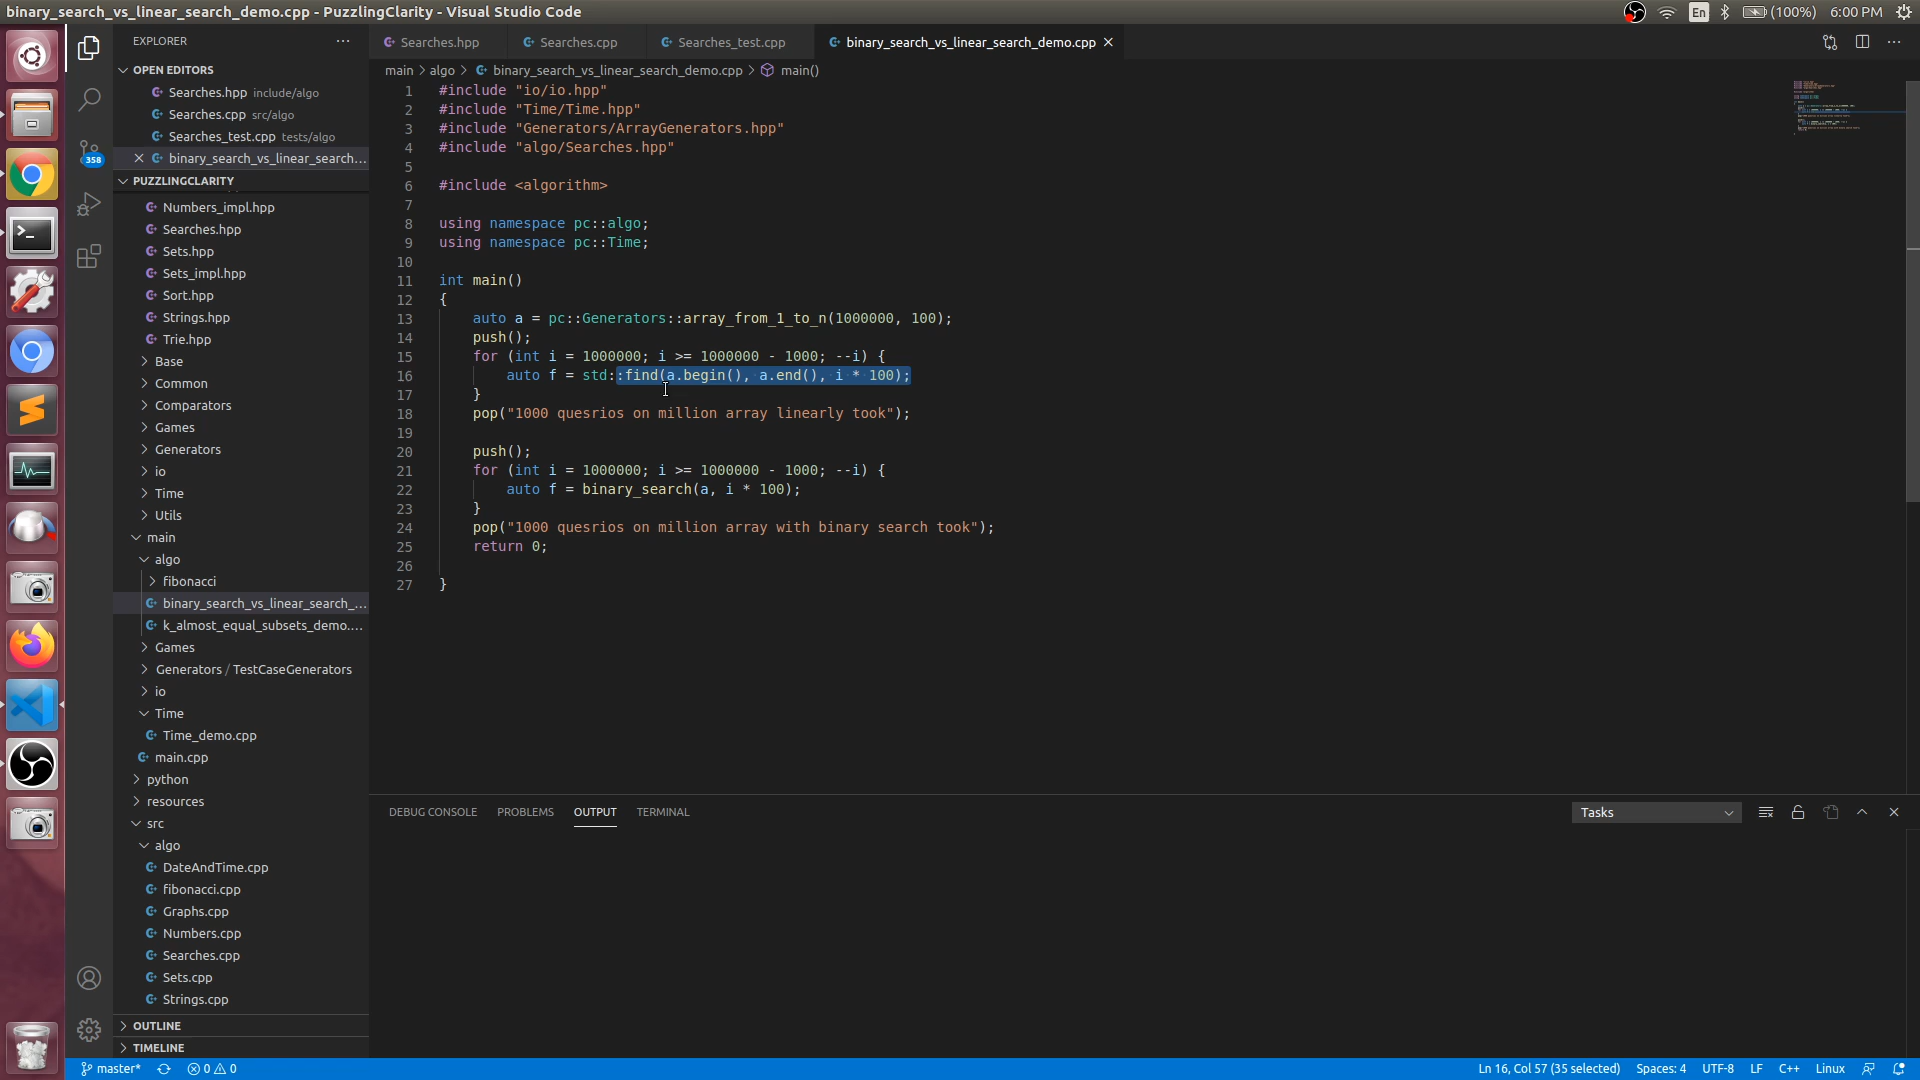 binary_search_vs_linear_search_demo.cpp - PuzzlingClarity - Visual Studio Code
En (100%) 6:00 PM
EXPLORER
OPEN EDITORS
Searches.hpp include/algo
Searches.cpp src/algo
Searches_test.cpp tests/algo
binary_search_vs_linear_search...
358
PUZZLINGCLARITY
Numbers_impl.hpp
Searches.hpp
Sets.hpp
Sets_impl.hpp
Sort.hpp
Strings.hpp
Trie.hpp
Base
Common
Comparators
Games
Generators
io
Time
Utils
main
algo
fibonacci
binary_search_vs_linear_search_...
k_almost_equal_subsets_demo....
Games
Generators / TestCaseGenerators
io
Time
Time_demo.cpp
main.cpp
python
resources
src
algo
DateAndTime.cpp
fibonacci.cpp
Graphs.cpp
Numbers.cpp
Searches.cpp
Sets.cpp
Strings.cpp
OUTLINE
TIMELINE
Searches.hpp Searches.cpp Searches_test.cpp binary_search_vs_linear_search_demo.cpp
main > algo > binary_search_vs_linear_search_demo.cpp > main()
1 #include "io/io.hpp"
2 #include "Time/Time.hpp"
3 #include "Generators/ArrayGenerators.hpp"
4 #include "algo/Searches.hpp"
5
6 #include <algorithm>
7
8 using namespace pc::algo;
9 using namespace pc::Time;
10
11 int main()
12 {
13 auto a = pc::Generators::array_from_1_to_n(1000000, 100);
14 push();
15 for (int i = 1000000; i >= 1000000 - 1000; --i) {
16 auto f = std::find(a.begin(), a.end(), i * 100);
17 }
18 pop("1000 quesrios on million array linearly took");
19
20 push();
21 for (int i = 1000000; i >= 1000000 - 1000; --i) {
22 auto f = binary_search(a, i * 100);
23 }
24 pop("1000 quesrios on million array with binary search took");
25 return 0;
26
27 }
DEBUG CONSOLE PROBLEMS OUTPUT TERMINAL
Tasks
master* 0 0
Ln 16, Col 57 (35 selected) Spaces: 4 UTF-8 LF C++ Linux